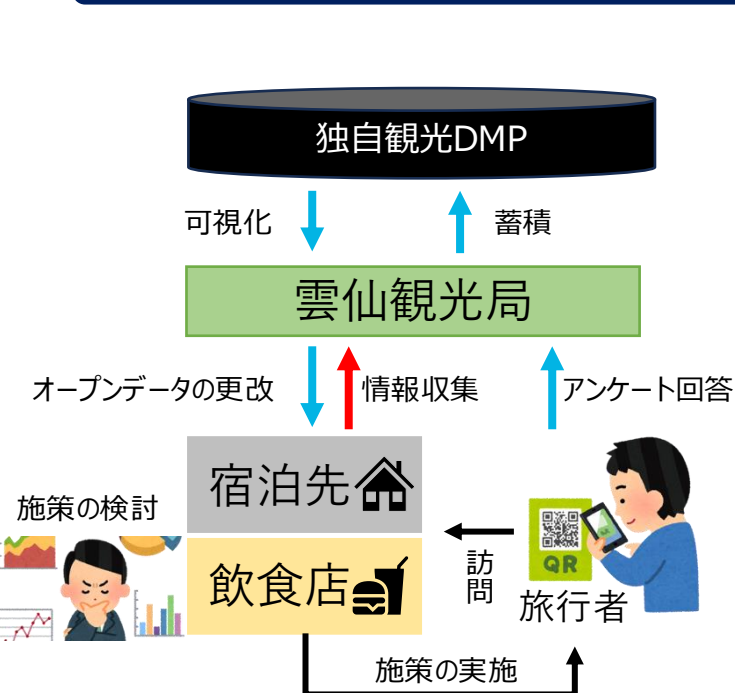 独自観光DMP
可視化
蓄積
雲仙観光局
オープンデータの更改
情報収集
アンケート回答
宿泊先
施策の検討
飲食店
訪問
QR
旅行者
施策の実施